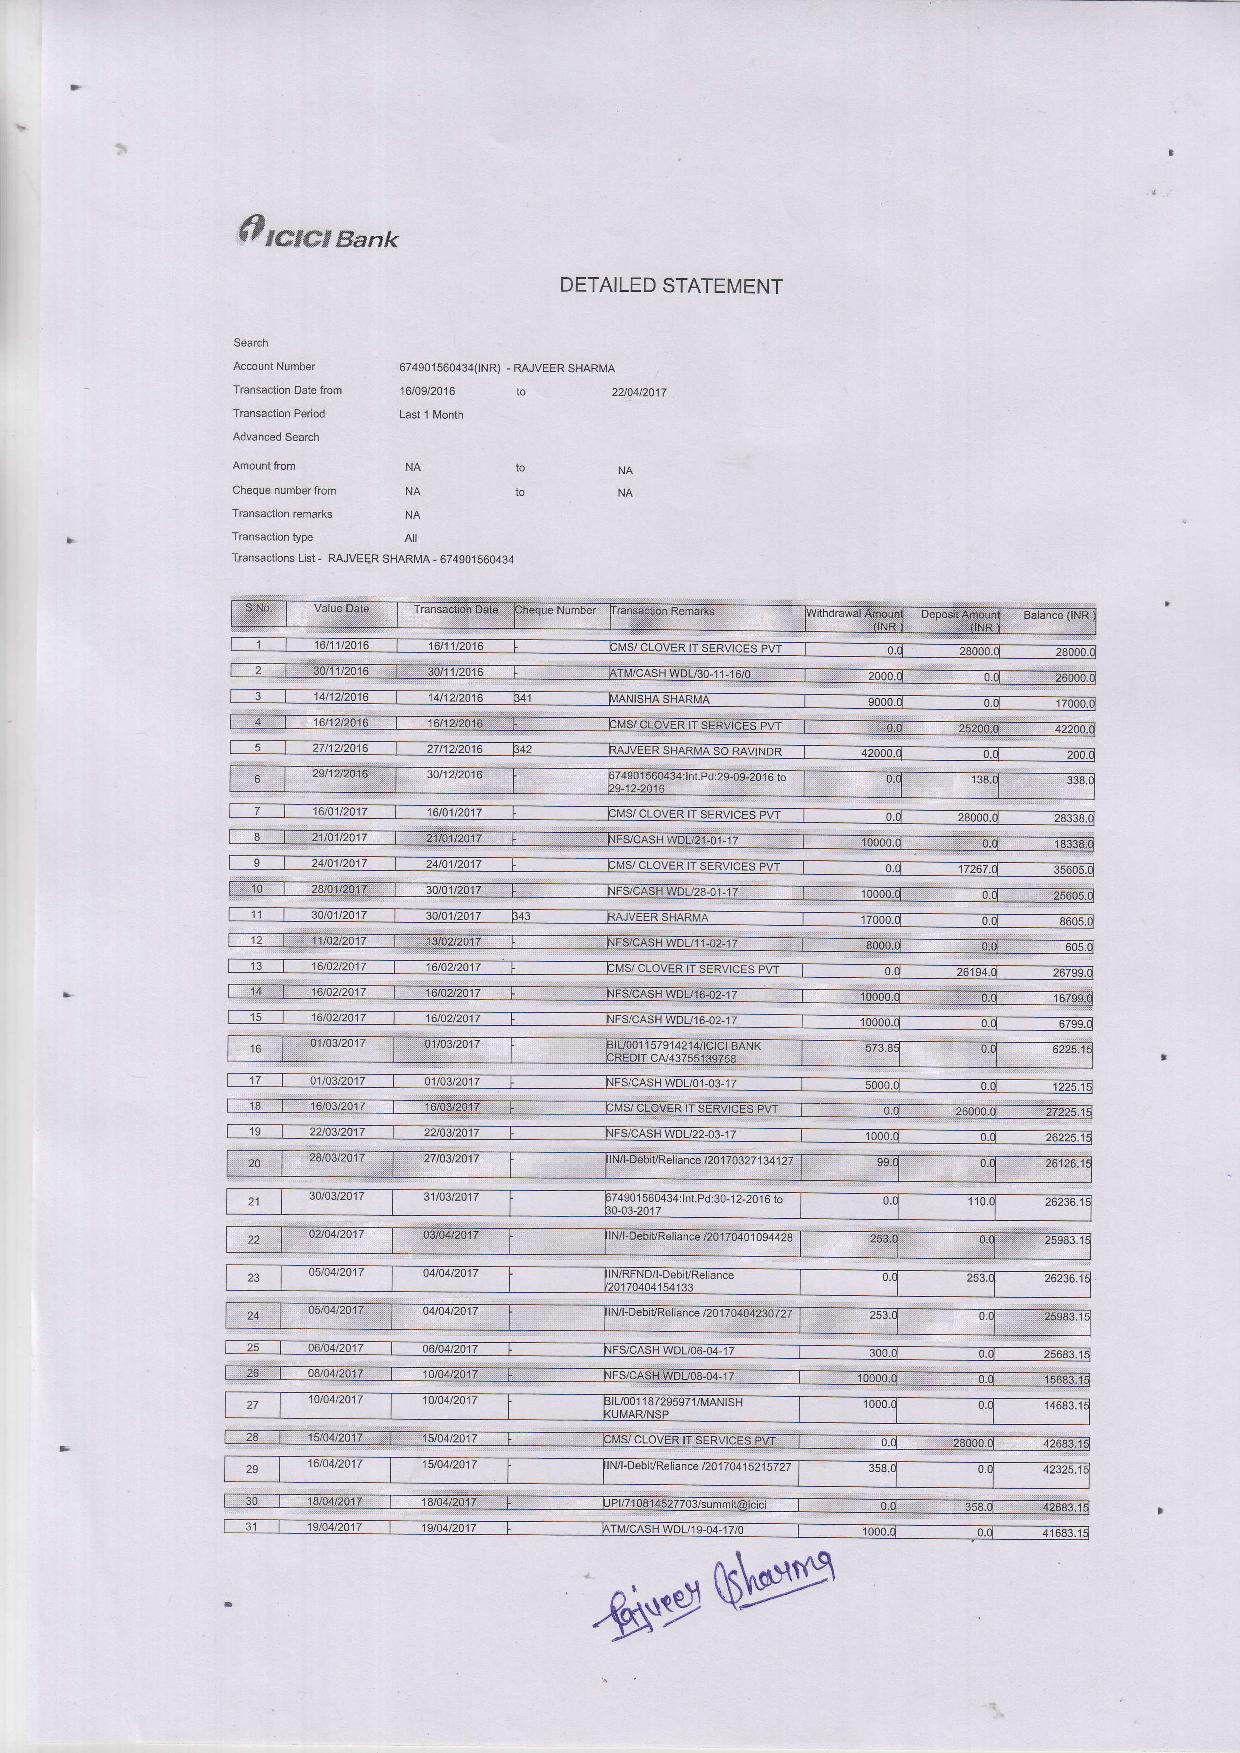 ICICI Bank
DETAILED STATEMENT
Search
Account Number 674901560434(INR) - RAJVEER SHARMA
Transaction Date from 16/09/2016 to 22/04/2017
Transaction Period Last 1 Month
Advanced Search
Amount from NA to NA
Cheque number from NA to NA
Transaction remarks NA
Transaction type All
Transactions List - RAJVEER SHARMA - 674901560434
S.No. Value Date Transaction Date Cheque Number Transaction Remarks Withdrawal Amount Deposit Amount Balance (INR )
(INR ) (INR )
1 16/11/2016 16/11/2016 - CMS/ CLOVER IT SERVICES PVT 0.0 28000.0 28000.0
2 30/11/2016 30/11/2016 - ATM/CASH WDL/30-11-16/0 2000.0 0.0 26000.0
3 14/12/2016 14/12/2016 341 MANISHA SHARMA 9000.0 0.0 17000.0
4 16/12/2016 16/12/2016 - CMS/ CLOVER IT SERVICES PVT 0.0 25200.0 42200.0
5 27/12/2016 27/12/2016 342 RAJVEER SHARMA SO RAVINDR 42000.0 0.0 200.0
6 29/12/2016 30/12/2016 - 674901560434:Int.Pd:29-09-2016 to 0.0 138.0 338.0
29-12-2016
7 16/01/2017 16/01/2017 - CMS/ CLOVER IT SERVICES PVT 0.0 28000.0 28338.0
8 21/01/2017 21/01/2017 - NFS/CASH WDL/21-01-17 10000.0 0.0 18338.0
9 24/01/2017 24/01/2017 - CMS/ CLOVER IT SERVICES PVT 0.0 17267.0 35605.0
10 28/01/2017 30/01/2017 - NFS/CASH WDL/28-01-17 10000.0 0.0 25605.0
11 30/01/2017 30/01/2017 343 RAJVEER SHARMA 17000.0 0.0 8605.0
12 11/02/2017 13/02/2017 - NFS/CASH WDL/11-02-17 8000.0 0.0 605.0
13 16/02/2017 16/02/2017 - CMS/ CLOVER IT SERVICES PVT 0.0 26194.0 26799.0
14 16/02/2017 16/02/2017 - NFS/CASH WDL/16-02-17 10000.0 0.0 16799.0
15 16/02/2017 16/02/2017 - NFS/CASH WDL/16-02-17 10000.0 0.0 6799.0
16 01/03/2017 01/03/2017 - BIL/001157914214/ICICI BANK 573.85 0.0 6225.15
CREDIT CA/43755139768
17 01/03/2017 01/03/2017 - NFS/CASH WDL/01-03-17 5000.0 0.0 1225.15
18 16/03/2017 16/03/2017 - CMS/ CLOVER IT SERVICES PVT 0.0 26000.0 27225.15
19 22/03/2017 22/03/2017 - NFS/CASH WDL/22-03-17 1000.0 0.0 26225.15
20 28/03/2017 27/03/2017 - IIN/I-Debit/Reliance /20170327134127 99.0 0.0 26126.15
21 30/03/2017 31/03/2017 - 674901560434:Int.Pd:30-12-2016 to 0.0 110.0 26236.15
30-03-2017
22 02/04/2017 03/04/2017 - IIN/I-Debit/Reliance /20170401094428 253.0 0.0 25983.15
23 05/04/2017 04/04/2017 - IIN/RFND/I-Debit/Reliance 0.0 253.0 26236.15
/20170404154133
24 05/04/2017 04/04/2017 - IIN/I-Debit/Reliance /20170404230727 253.0 0.0 25983.15
25 06/04/2017 06/04/2017 - NFS/CASH WDL/06-04-17 300.0 0.0 25683.15
26 08/04/2017 10/04/2017 - NFS/CASH WDL/08-04-17 10000.0 0.0 15683.15
27 10/04/2017 10/04/2017 - BIL/001187295971/MANISH 1000.0 0.0 14683.15
KUMAR/NSP
28 15/04/2017 15/04/2017 - CMS/ CLOVER IT SERVICES PVT 0.0 28000.0 42683.15
29 16/04/2017 15/04/2017 - IIN/I-Debit/Reliance /20170415215727 358.0 0.0 42325.15
30 18/04/2017 18/04/2017 - UPI/710814527703/summit@icici 0.0 358.0 42683.15
31 19/04/2017 19/04/2017 - ATM/CASH WDL/19-04-17/0 1000.0 0.0 41683.15
Rajveer Sharma